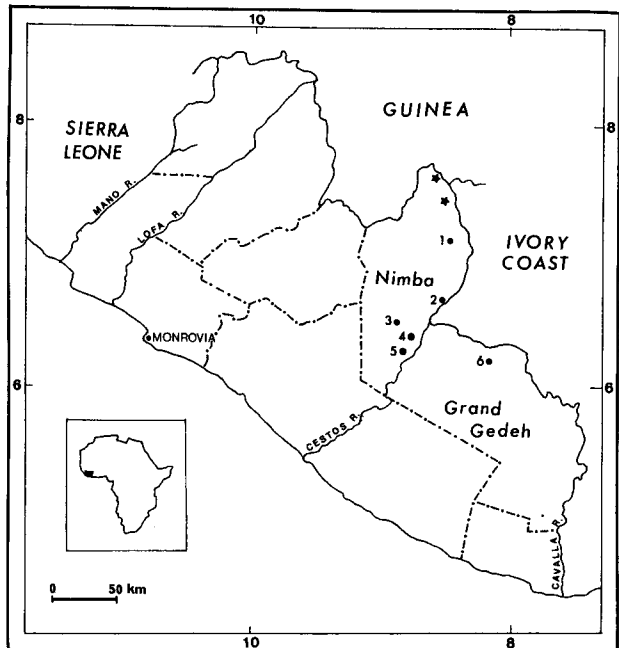 10
8
8
8
SIERRA
LEONE
GUINEA
MANO R.
LOFA R.
IVORY
COAST
1
Nimba
2
3
4
5
MONROVIA
6
6
6
Grand
Gedeh
CESTOS R.
CAVALLA R.
0 50 km
10
8